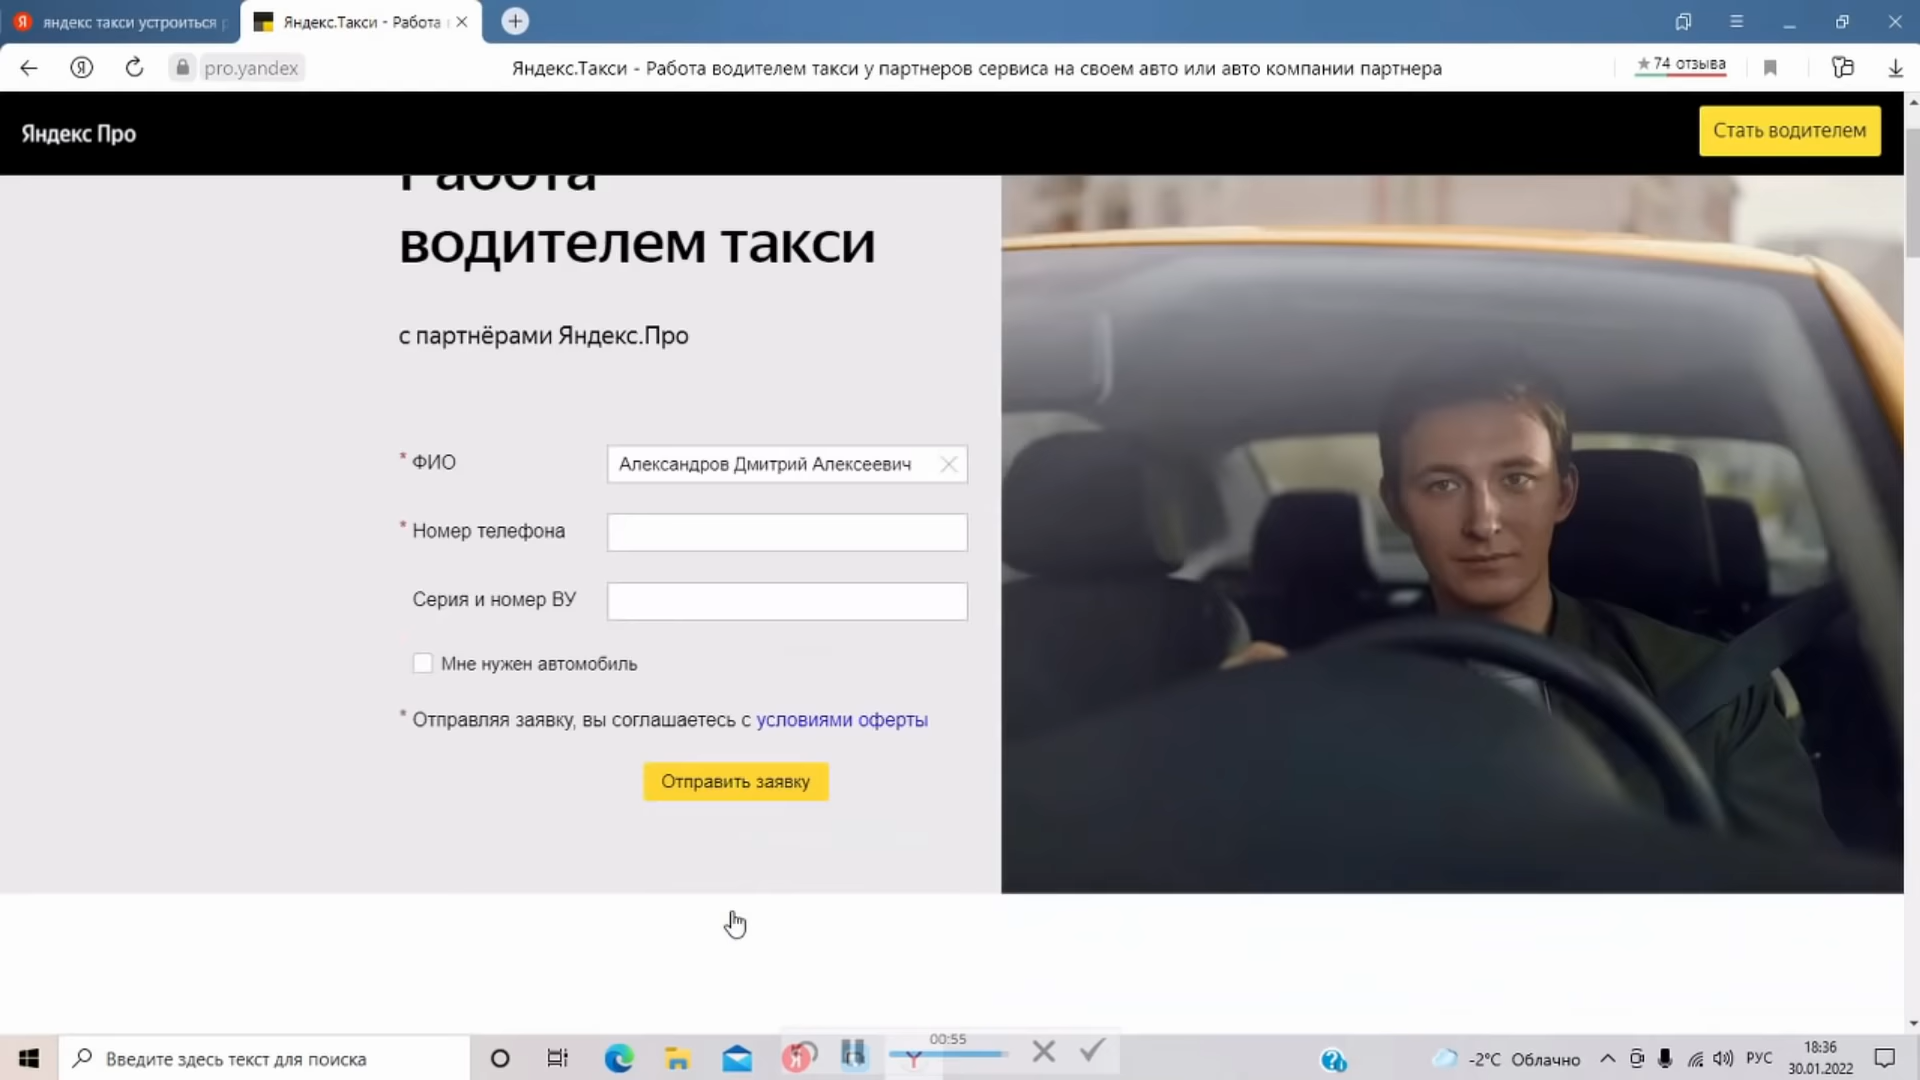 яндекс такси устроиться
Яндекс.Такси - Работа
pro.yandex
Яндекс.Такси - Работа водителем такси у партнеров сервиса на своем авто или авто компании партнера
74 отзыва
Яндекс Про
Стать водителем
Работа
водителем такси
с партнёрами Яндекс.Про
* ФИО
Александров Дмитрий Алексеевич
* Номер телефона
Серия и номер ВУ
Мне нужен автомобиль
* Отправляя заявку, вы соглашаетесь с условиями оферты
Отправить заявку
Введите здесь текст для поиска
00:55
-2°C Облачно
РУС
18:36
30.01.2022